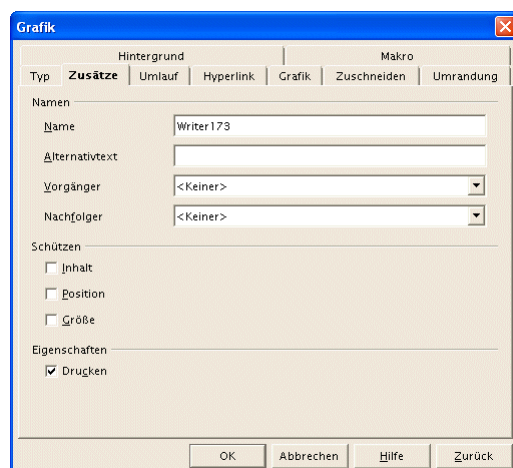 Grafik
Hintergrund Makro
Typ Zusätze Umlauf Hyperlink Grafik Zuschneiden Umrandung
Namen
Name Writer173
Alternativtext
Vorgänger <Keiner>
Nachfolger <Keiner>
Schützen
Inhalt
Position
Größe
Eigenschaften
Drucken
OK Abbrechen Hilfe Zurück